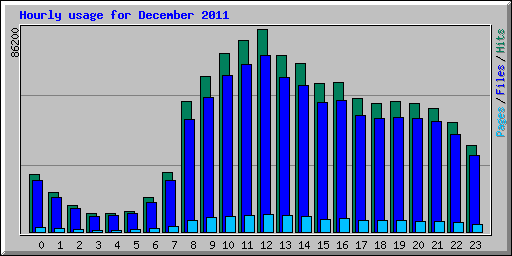 Hourly usage for December 2011
86200
Pages / Files / Hits
0 1 2 3 4 5 6 7 8 9 10 11 12 13 14 15 16 17 18 19 20 21 22 23